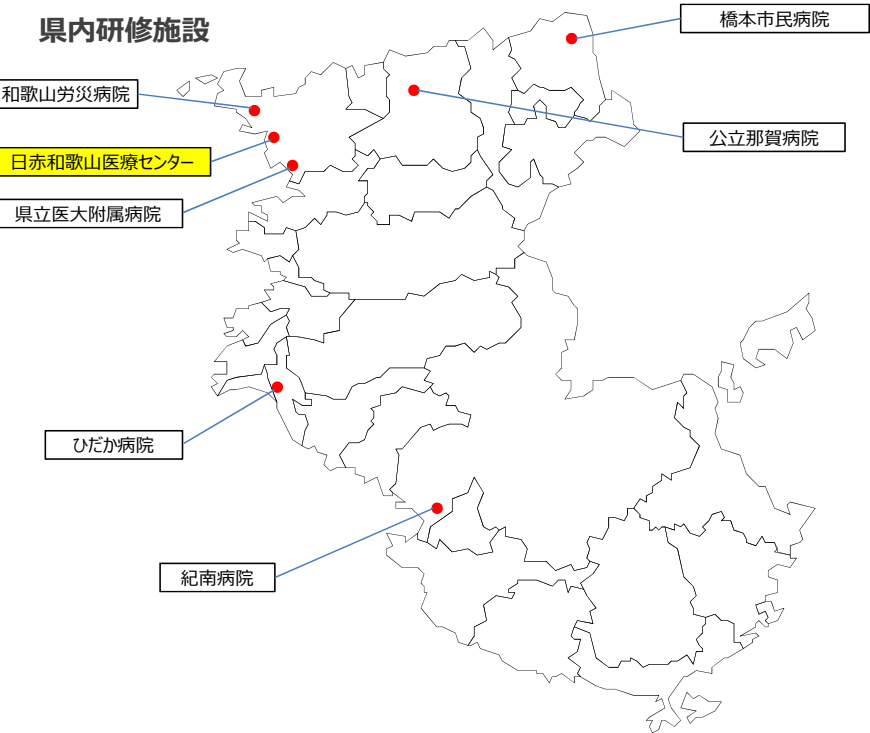 県内研修施設
橋本市民病院
和歌山労災病院
公立那賀病院
日赤和歌山医療センター
県立医大附属病院
ひだか病院
紀南病院